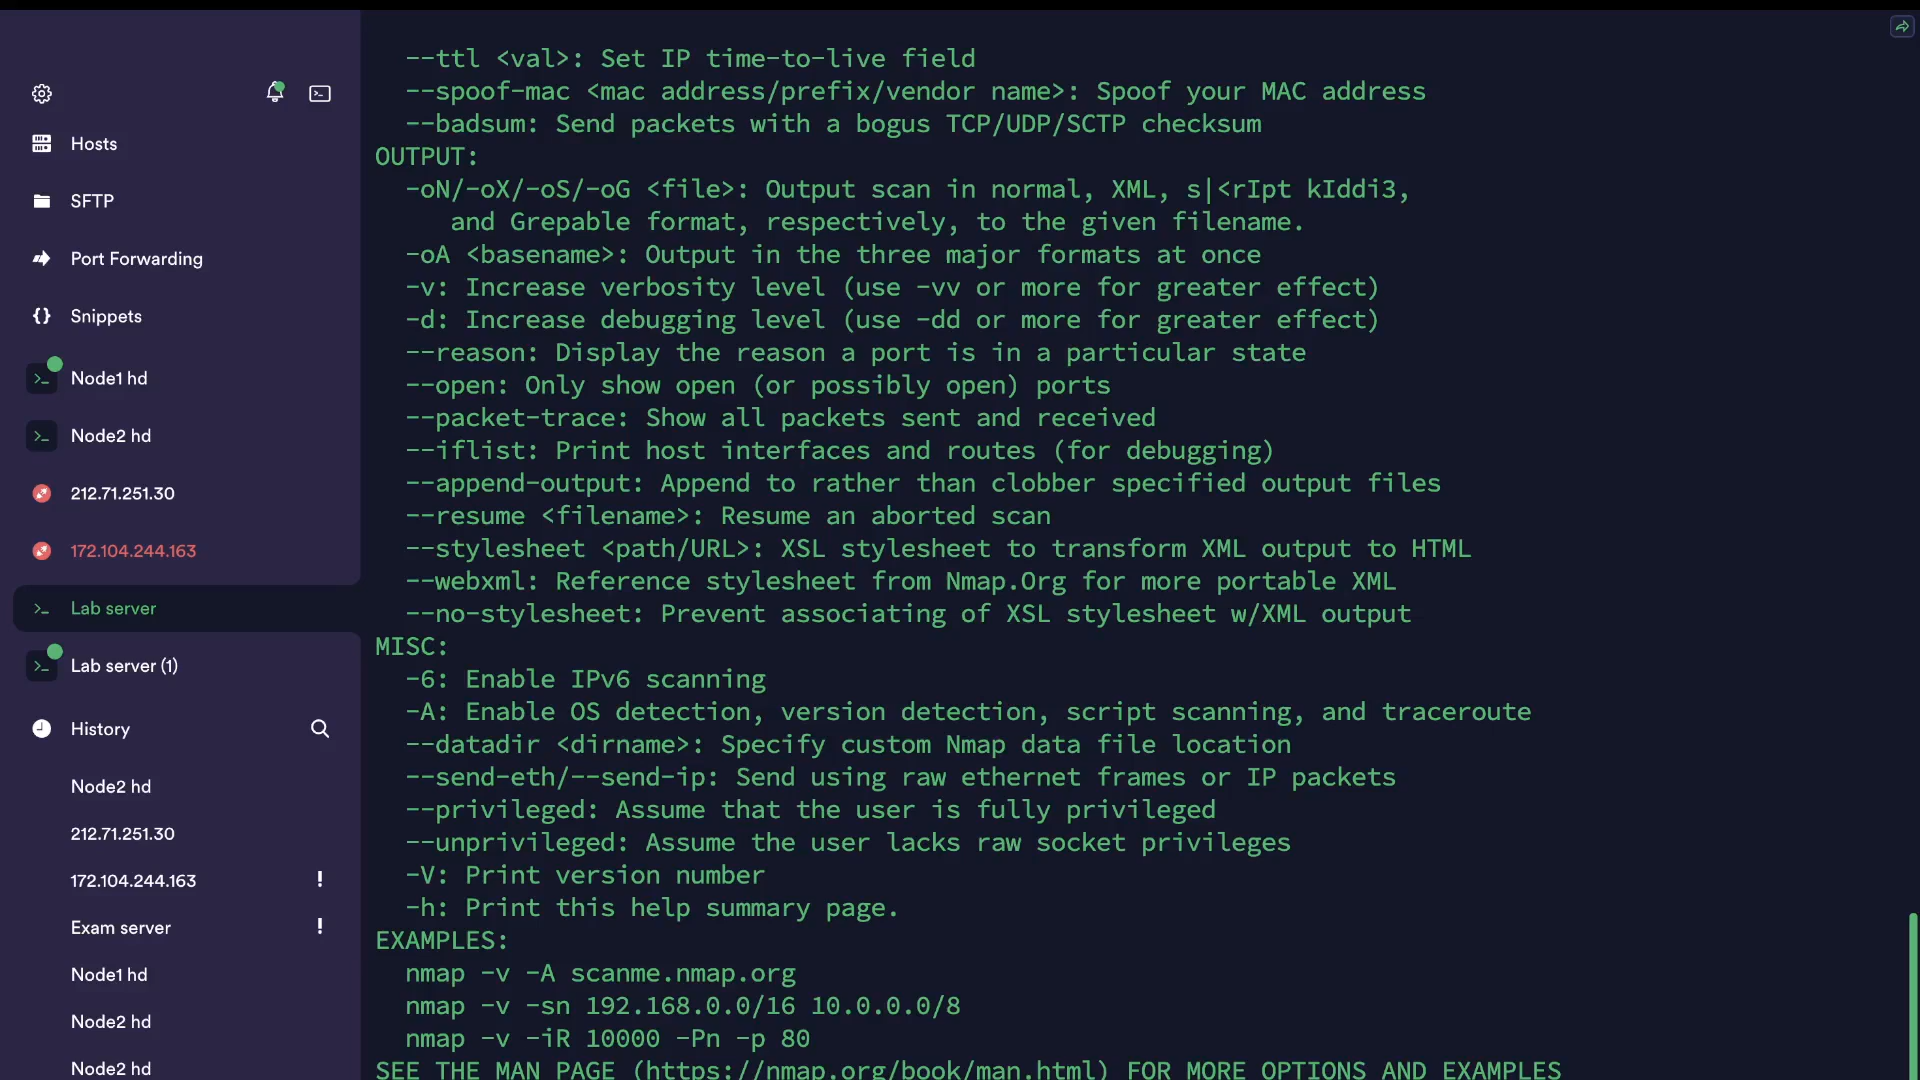 Hosts
SFTP
Port Forwarding
Snippets
Node1 hd
Node2 hd
212.71.251.30
172.104.244.163
Lab server
Lab server (1)
History
Node2 hd
212.71.251.30
172.104.244.163 !
Exam server !
Node1 hd
Node2 hd
Node2 hd
--ttl <val>: Set IP time-to-live field
--spoof-mac <mac address/prefix/vendor name>: Spoof your MAC address
--badsum: Send packets with a bogus TCP/UDP/SCTP checksum
OUTPUT:
-oN/-oX/-oS/-oG <file>: Output scan in normal, XML, s|<rIpt kIddi3,
and Grepable format, respectively, to the given filename.
-oA <basename>: Output in the three major formats at once
-v: Increase verbosity level (use -vv or more for greater effect)
-d: Increase debugging level (use -dd or more for greater effect)
--reason: Display the reason a port is in a particular state
--open: Only show open (or possibly open) ports
--packet-trace: Show all packets sent and received
--iflist: Print host interfaces and routes (for debugging)
--append-output: Append to rather than clobber specified output files
--resume <filename>: Resume an aborted scan
--stylesheet <path/URL>: XSL stylesheet to transform XML output to HTML
--webxml: Reference stylesheet from Nmap.Org for more portable XML
--no-stylesheet: Prevent associating of XSL stylesheet w/XML output
MISC:
-6: Enable IPv6 scanning
-A: Enable OS detection, version detection, script scanning, and traceroute
--datadir <dirname>: Specify custom Nmap data file location
--send-eth/--send-ip: Send using raw ethernet frames or IP packets
--privileged: Assume that the user is fully privileged
--unprivileged: Assume the user lacks raw socket privileges
-V: Print version number
-h: Print this help summary page.
EXAMPLES:
nmap -v -A scanme.nmap.org
nmap -v -sn 192.168.0.0/16 10.0.0.0/8
nmap -v -iR 10000 -Pn -p 80
SEE THE MAN PAGE (https://nmap.org/book/man.html) FOR MORE OPTIONS AND EXAMPLES